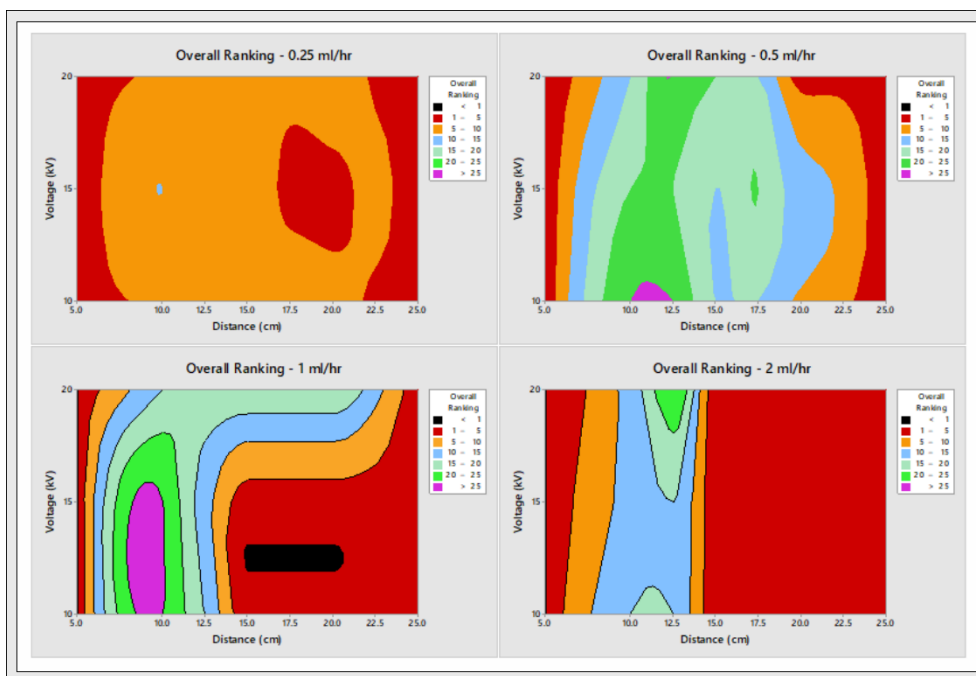 Overall Ranking - 0.25 ml/hr
Overall
Ranking
< 1
1 – 5
5 – 10
10 – 15
15 – 20
20 – 25
> 25
20
15
10
Voltage (kV)
5.0 10.0 12.5 17.5 20.0 22.5 25.0
Distance (cm)
Overall Ranking - 0.5 ml/hr
Overall
Ranking
< 1
1 – 5
5 – 10
10 – 15
15 – 20
20 – 25
> 25
20
15
10
Voltage (kV)
5.0 10.0 12.5 17.5 20.0 22.5 25.0
Distance (cm)
Overall Ranking - 1 ml/hr
Overall
Ranking
< 1
1 – 5
5 – 10
10 – 15
15 – 20
20 – 25
> 25
20
15
10
Voltage (kV)
5.0 10.0 12.5 17.5 20.0 22.5 25.0
Distance (cm)
Overall Ranking - 2 ml/hr
Overall
Ranking
< 1
1 – 5
5 – 10
10 – 15
15 – 20
20 – 25
> 25
20
15
10
Voltage (kV)
5.0 10.0 12.5 17.5 20.0 22.5 25.0
Distance (cm)